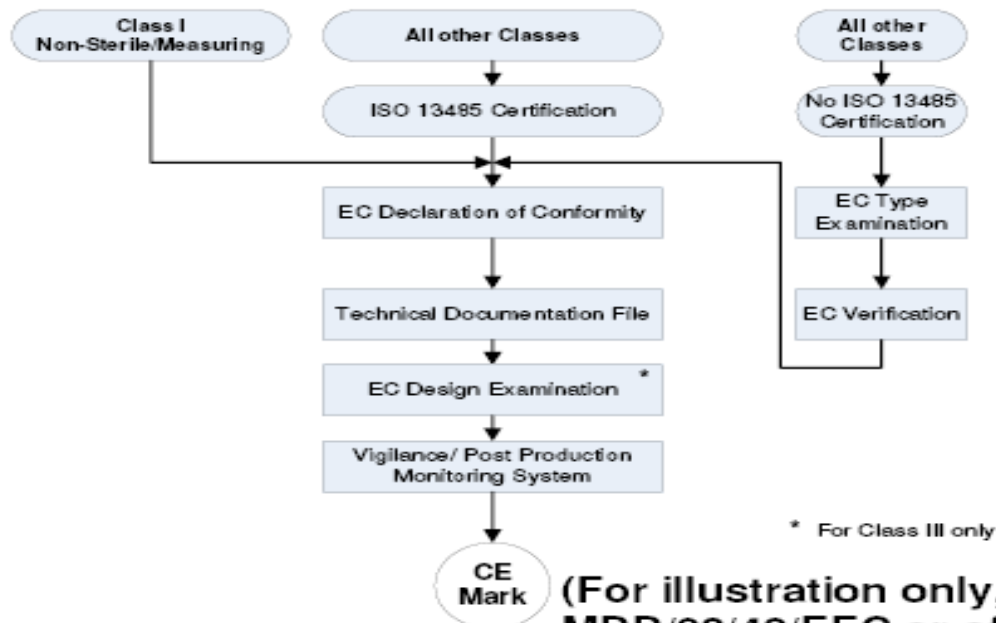 Class I
Non-Sterile/Measuring
All other Classes
All other
Classes
ISO 13485 Certification
No ISO 13485
Certification
EC Declaration of Conformity
EC Type
Examination
Technical Documentation File
EC Verification
EC Design Examination *
Vigilance/ Post Production
Monitoring System
* For Class III only
CE
Mark
(For illustration only,